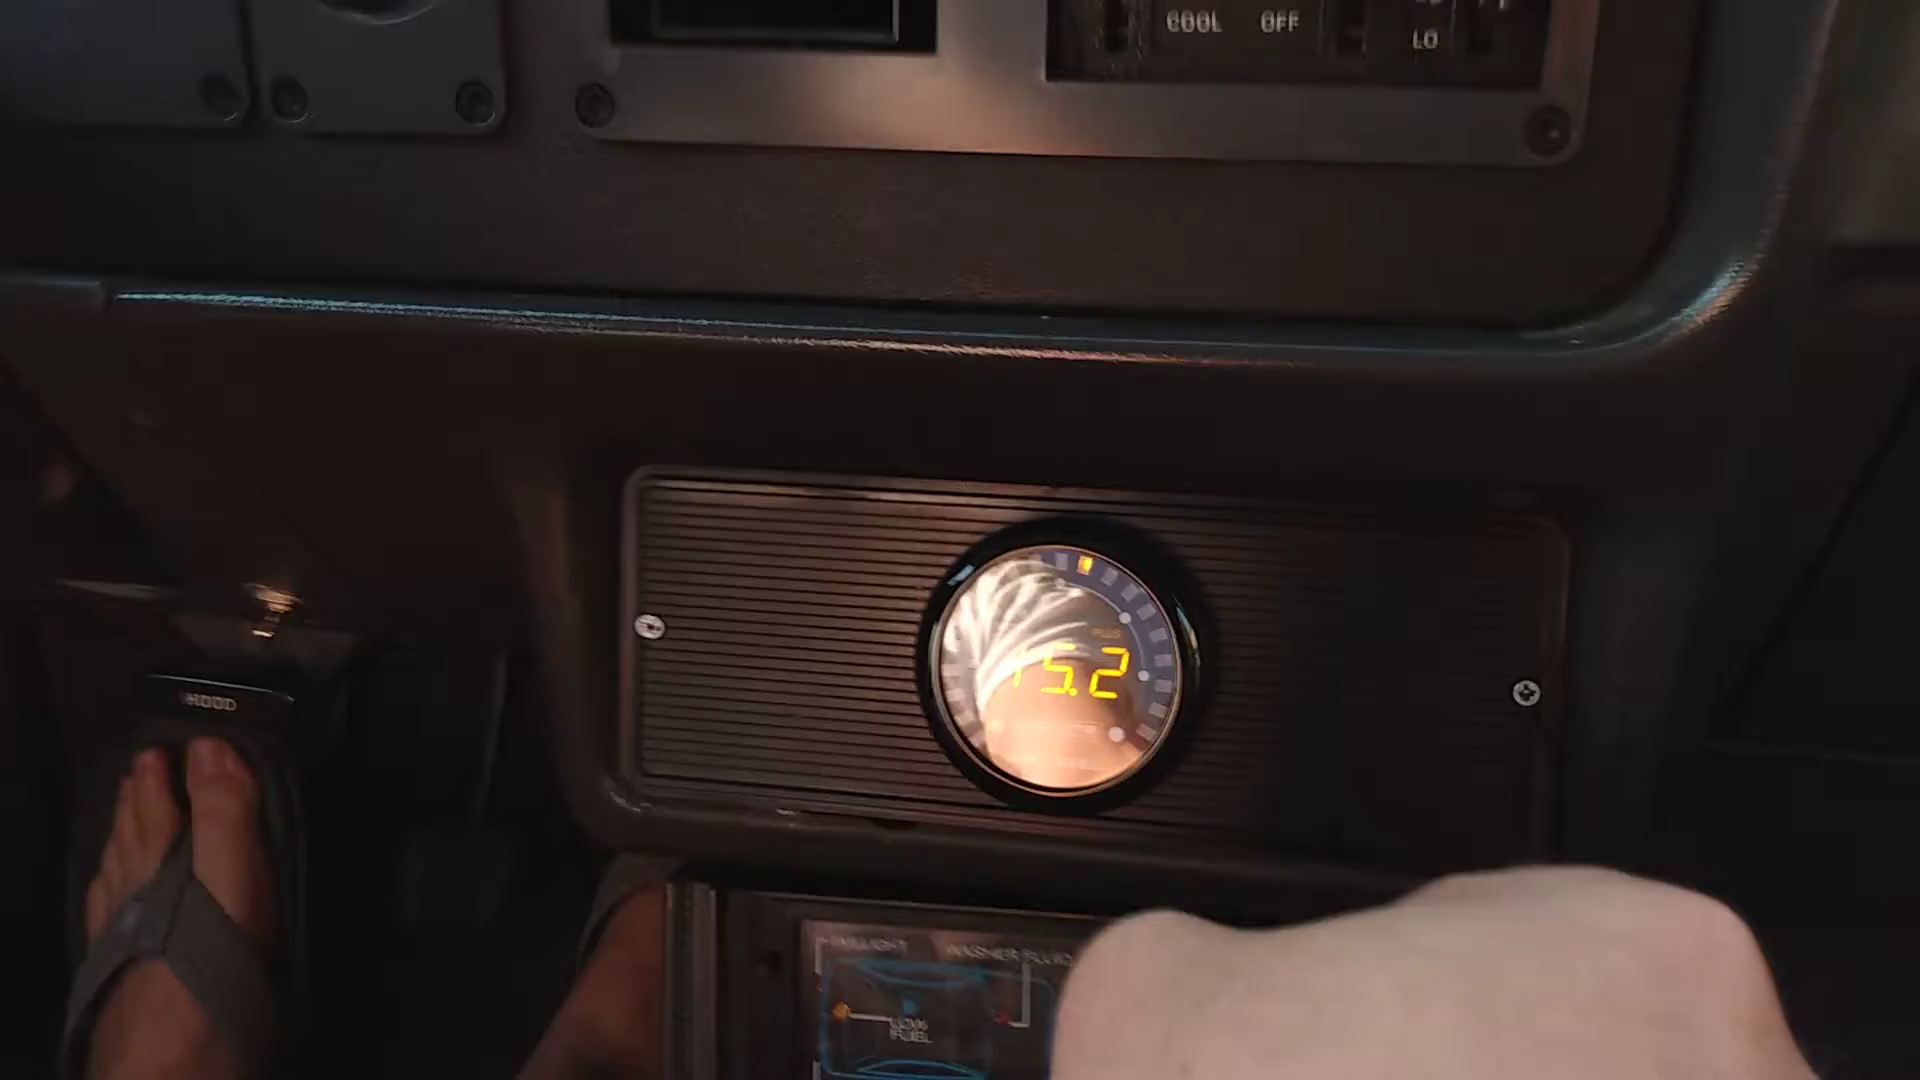 COOL OFF
LO
15.2
HOOD
WASHER FLUID
LOW
FUEL